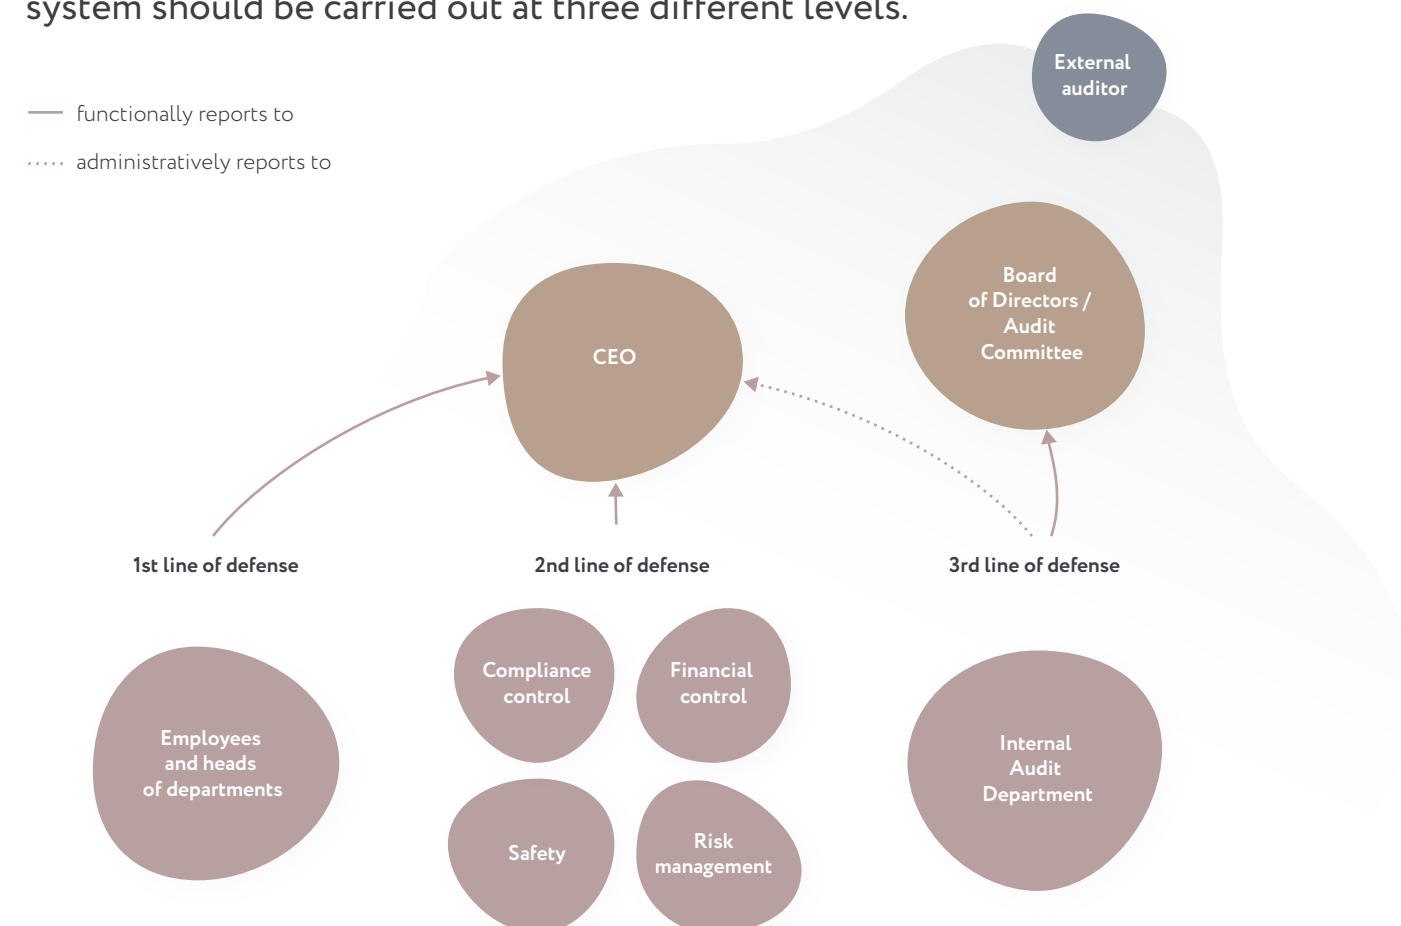 system should be carried out at three different levels.
functionally reports to
administratively reports to
External
auditor
Board
of Directors /
Audit
Committee
CEO
1st line of defense
2nd line of defense
3rd line of defense
Employees
and heads
of departments
Compliance
control
Financial
control
Safety
Risk
management
Internal
Audit
Department